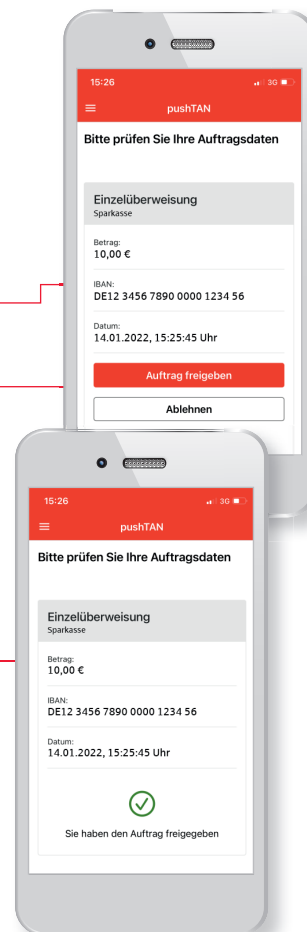 15:26 3G
pushTAN
Bitte prüfen Sie Ihre Auftragsdaten
Einzelüberweisung
Sparkasse
Betrag:
10,00 €
IBAN:
DE12 3456 7890 0000 1234 56
Datum:
14.01.2022, 15:25:45 Uhr
Auftrag freigeben
Ablehnen
15:26 3G
pushTAN
Bitte prüfen Sie Ihre Auftragsdaten
Einzelüberweisung
Sparkasse
Betrag:
10,00 €
IBAN:
DE12 3456 7890 0000 1234 56
Datum:
14.01.2022, 15:25:45 Uhr
Sie haben den Auftrag freigegeben